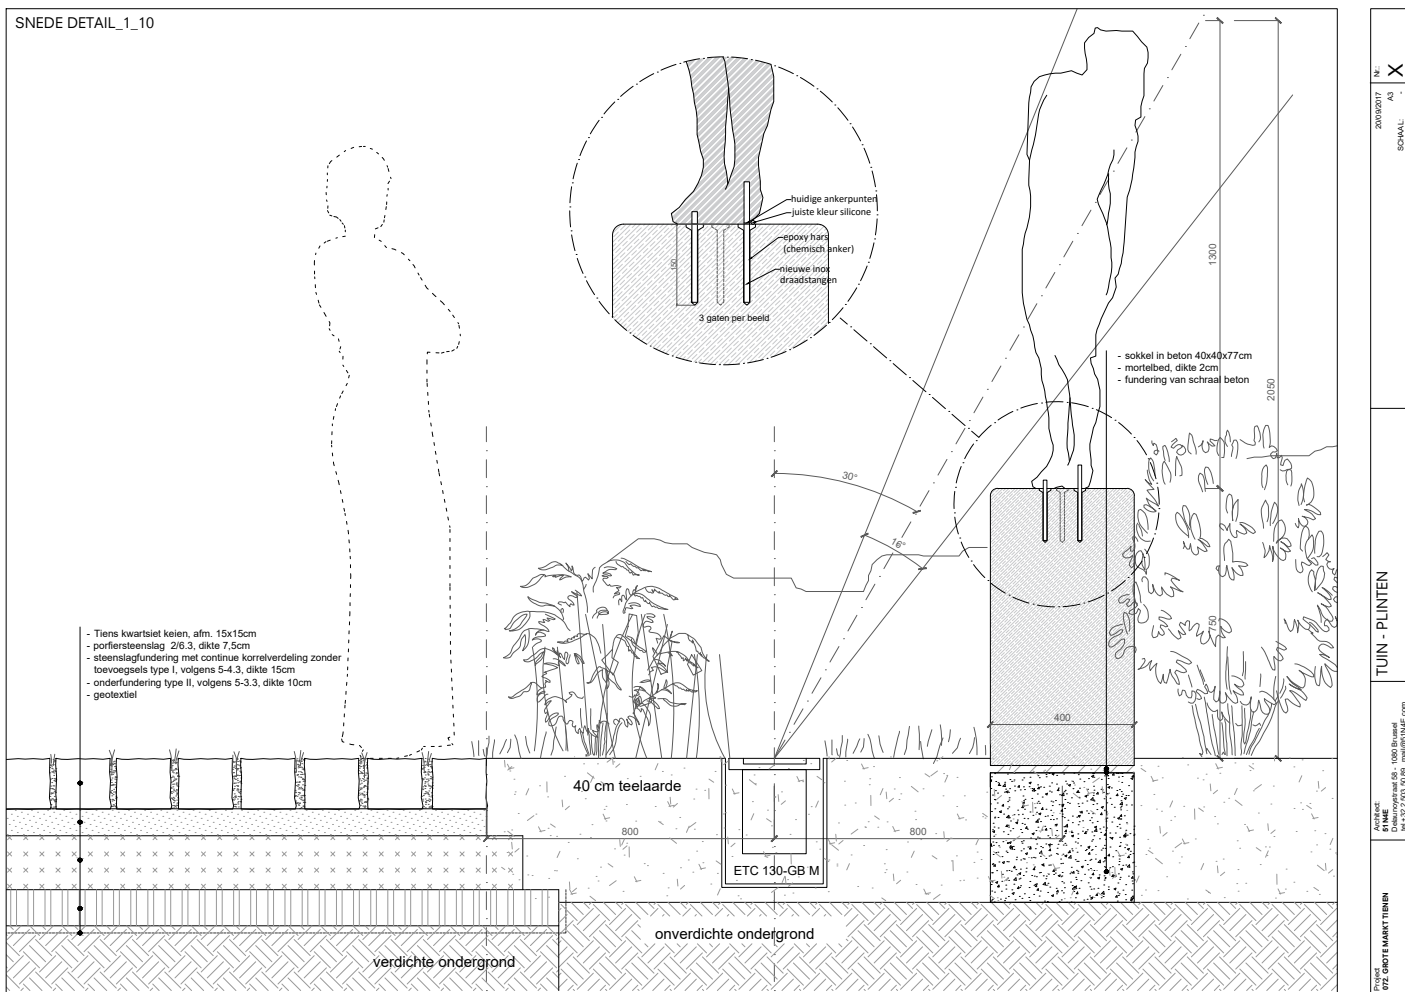 SNEDE DETAIL_1_10
huidige ankerpunten
juiste kleur silicone
epoxy hars
(chemisch anker)
nieuwe inox
draadstangen
150
3 gaten per beeld
1300
2050
- sokkel in beton 40x40x77cm
- mortelbed, dikte 2cm
- fundering van schraal beton
30°
16°
750
400
- Tiens kwartsiet keien, afm. 15x15cm
- porfiersteenslag 2/6.3, dikte 7,5cm
- steenslagfundering met continue korrelverdeling zonder
toevoegsels type I, volgens 5-4.3, dikte 15cm
- onderfundering type II, volgens 5-3.3, dikte 10cm
- geotextiel
40 cm teelaarde
800
800
ETC 130-GB M
onverdichte ondergrond
verdichte ondergrond
Nr.:
X
20/09/2017
A3
SCHAAL: -
TUIN - PLINTEN
Architect:
51N4E
Delaunoystraat 58 - 1080 Brussel
Project:
072. GROTE MARKT TIENEN